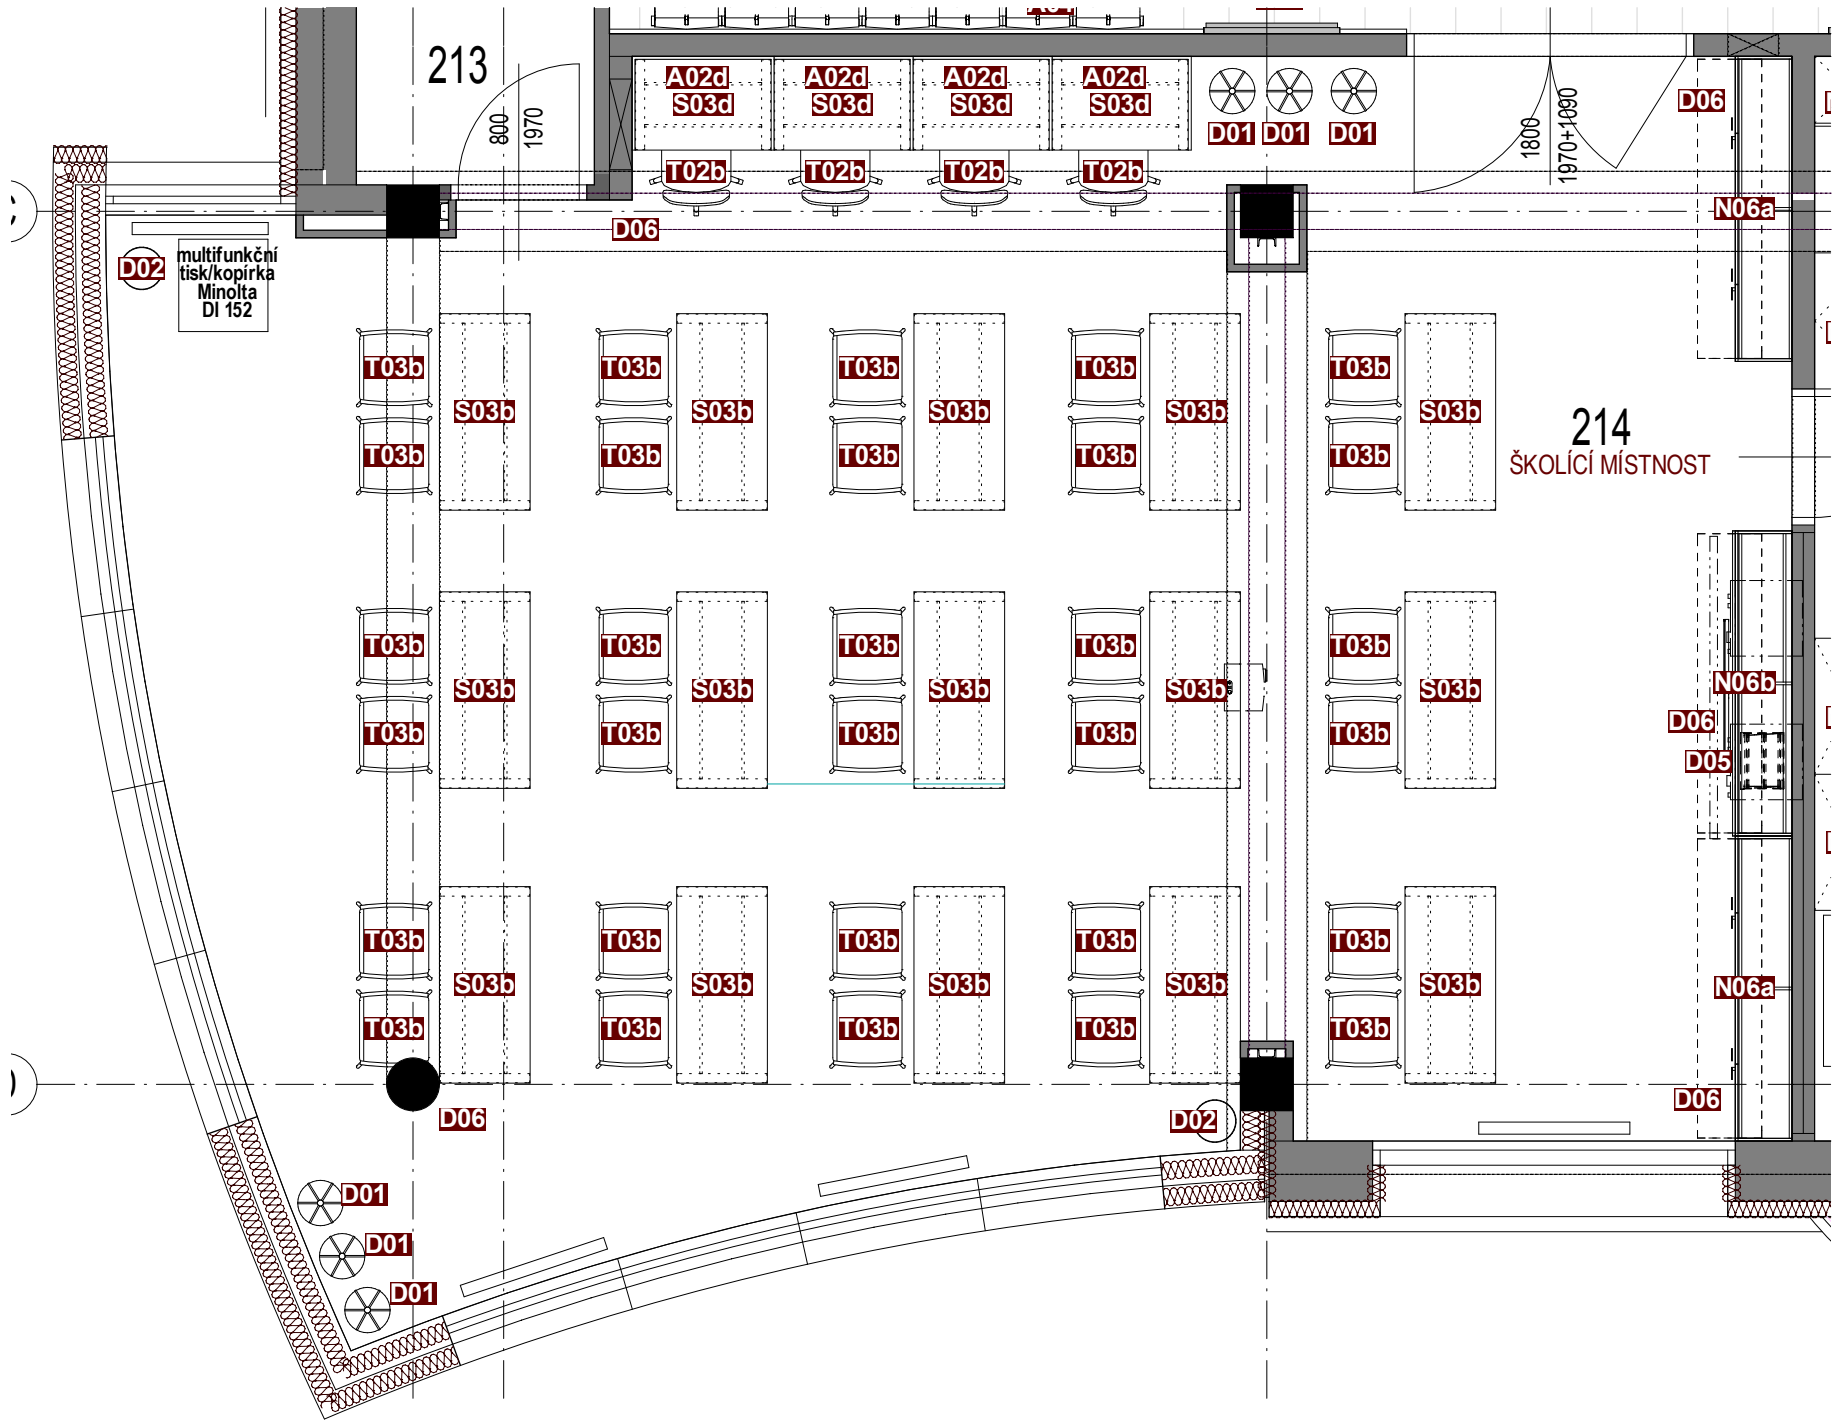 213
800
1970
A02d
A02d
A02d
A02d
S03d
S03d
S03d
S03d
T02b
T02b
T02b
T02b
D01
D01
D01
1800
1970+1090
D06
N06a
D06
D02
multifunkční
tisk/kopírka
Minolta
DI 152
T03b
T03b
T03b
T03b
T03b
S03b
S03b
S03b
S03b
S03b
T03b
T03b
T03b
T03b
T03b
214
ŠKOLÍCÍ MÍSTNOST
T03b
T03b
T03b
T03b
T03b
S03b
S03b
S03b
S03b
S03b
N06b
T03b
T03b
T03b
T03b
T03b
D06
D05
T03b
T03b
T03b
T03b
T03b
S03b
S03b
S03b
S03b
S03b
N06a
T03b
T03b
T03b
T03b
T03b
D06
D06
D02
D01
D01
D01